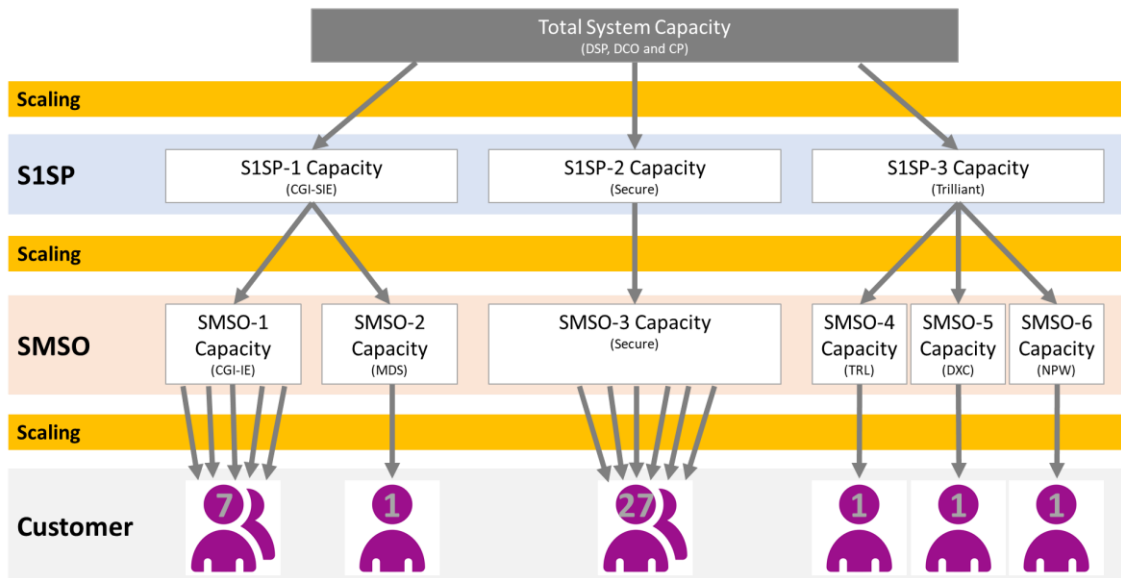 Total System Capacity
(DSP, DCO and CP)
Scaling
S1SP
S1SP-1 Capacity
(CGI-SIE)
S1SP-2 Capacity
(Secure)
S1SP-3 Capacity
(Trilliant)
Scaling
SMSO
SMSO-1
Capacity
(CGI-IE)
SMSO-2
Capacity
(MDS)
SMSO-3 Capacity
(Secure)
SMSO-4
Capacity
(TRL)
SMSO-5
Capacity
(DXC)
SMSO-6
Capacity
(NPW)
Scaling
Customer
7
1
27
1
1
1